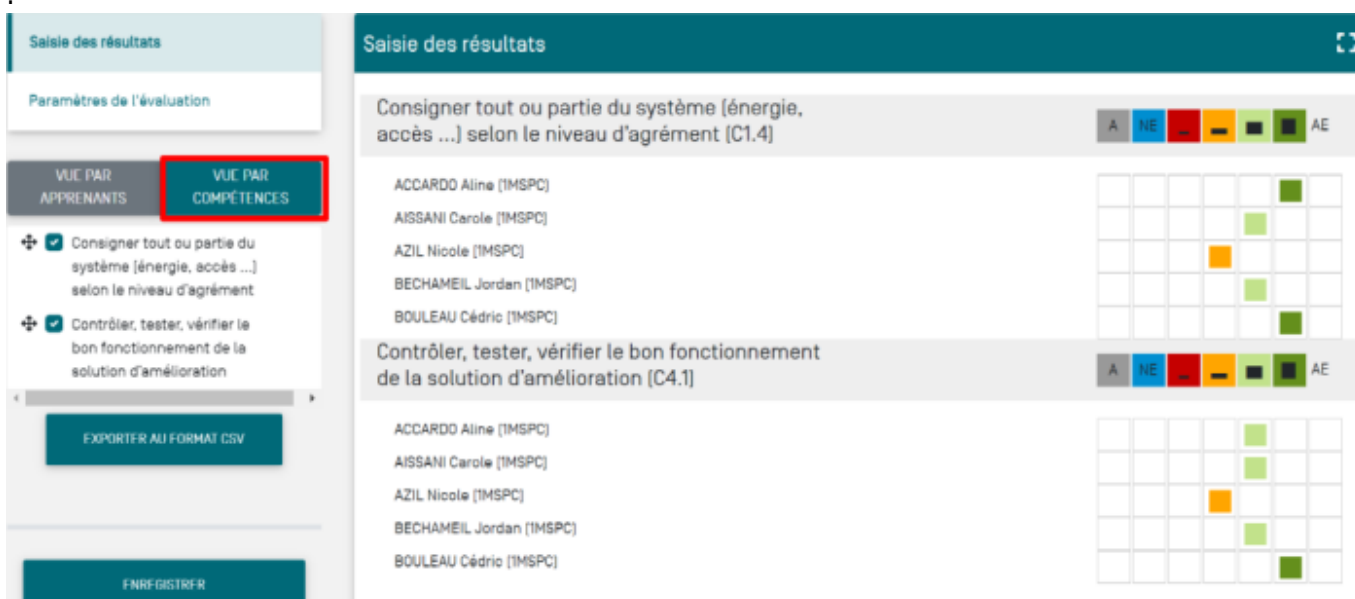 .
Saisie des résultats
Paramètres de l'évaluation
VUE PAR
APPRENANTS
VUE PAR
COMPÉTENCES
Consigner tout ou partie du
système (énergie, accès ...)
selon le niveau d'agrément
Contrôler, tester, vérifier le
bon fonctionnement de la
solution d'amélioration
EXPORTER AU FORMAT CSV
ENREGISTRER
Saisie des résultats
Consigner tout ou partie du système (énergie,
accès ...) selon le niveau d'agrément (C1.4)
A NE AE
ACCARDO Aline (1MSPC)
AISSANI Carole (1MSPC)
AZIL Nicole (1MSPC)
BECHAMEIL Jordan (1MSPC)
BOULEAU Cédric (1MSPC)
Contrôler, tester, vérifier le bon fonctionnement
de la solution d'amélioration (C4.1)
A NE AE
ACCARDO Aline (1MSPC)
AISSANI Carole (1MSPC)
AZIL Nicole (1MSPC)
BECHAMEIL Jordan (1MSPC)
BOULEAU Cédric (1MSPC)